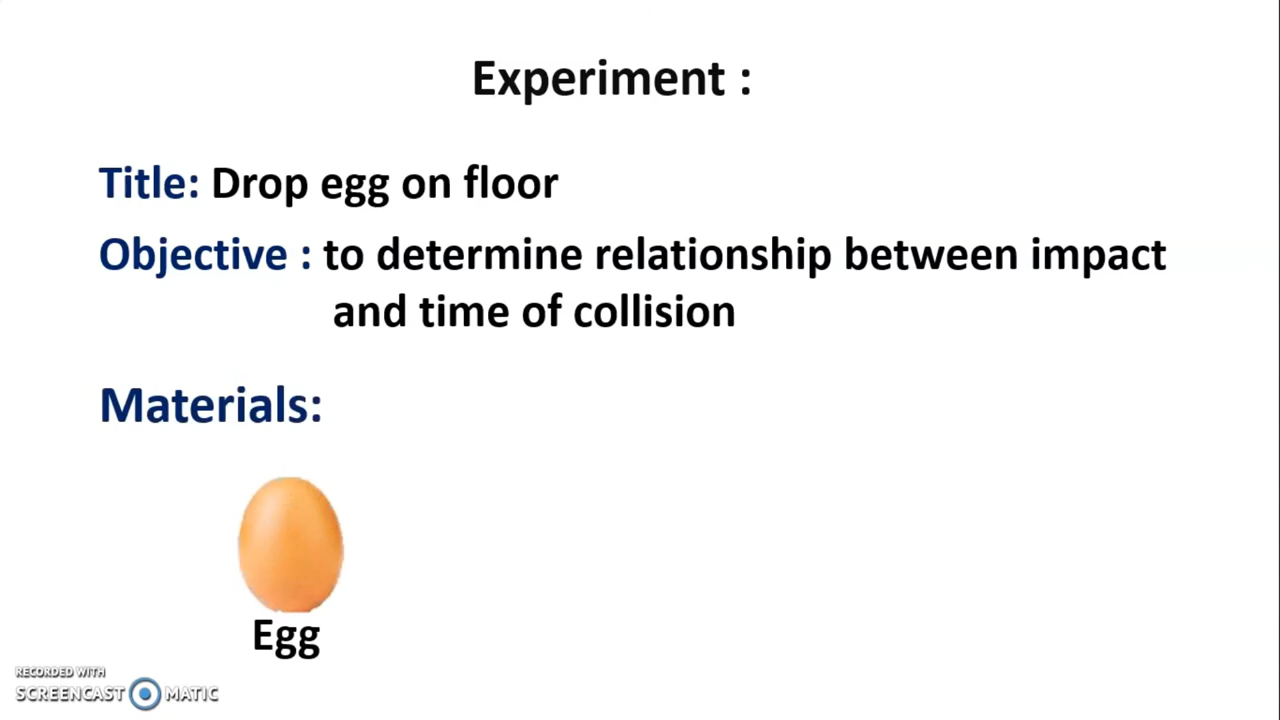 Experiment :
Title: Drop egg on floor
Objective : to determine relationship between impact
and time of collision
Materials:
Egg
RECORDED WITH
SCREENCAST MATIC